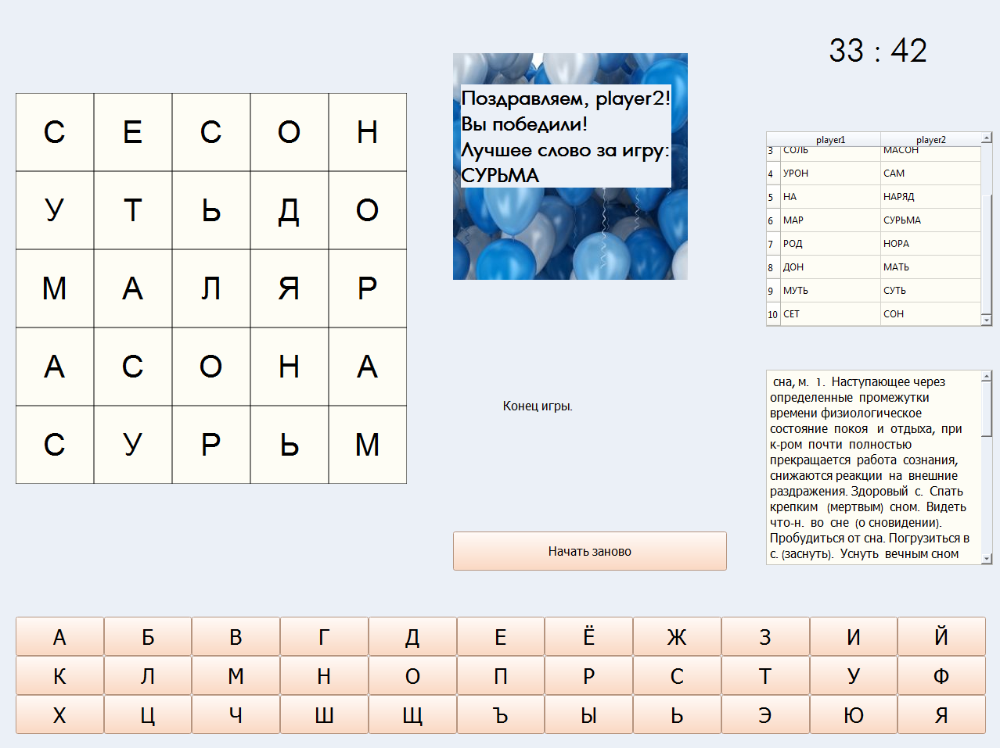 33 : 42
С Е С О Н
У Т Ь Д О
М А Л Я Р
А С О Н А
С У Р Ь М
Поздравляем, player2!
Вы победили!
Лучшее слово за игру:
СУРЬМА
player1 player2
3 СОЛЬ МАСОН
4 УРОН САМ
5 НА НАРЯД
6 МАР СУРЬМА
7 РОД НОРА
8 ДОН МАТЬ
9 МУТЬ СУТЬ
10 СЕТ СОН
сна, м. 1. Наступающее через
определенные промежутки
времени физиологическое
состояние покоя и отдыха, при
к-ром почти полностью
прекращается работа сознания,
снижаются реакции на внешние
раздражения. Здоровый с. Спать
крепким (мертвым) сном. Видеть
что-н. во сне (о сновидении).
Пробудиться от сна. Погрузиться в
с. (заснуть). Уснуть вечным сном
Конец игры.
Начать заново
А Б В Г Д Е Ё Ж З И Й
К Л М Н О П Р С Т У Ф
Х Ц Ч Ш Щ Ъ Ы Ь Э Ю Я